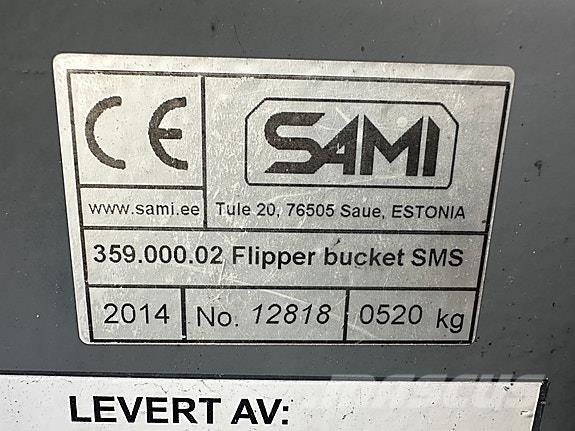 CE
SAMI
www.sami.ee
Tule 20, 76505 Saue, ESTONIA
359.000.02 Flipper bucket SMS
2014
No. 12818
0520 kg
LEVERT AV:
MASCUS